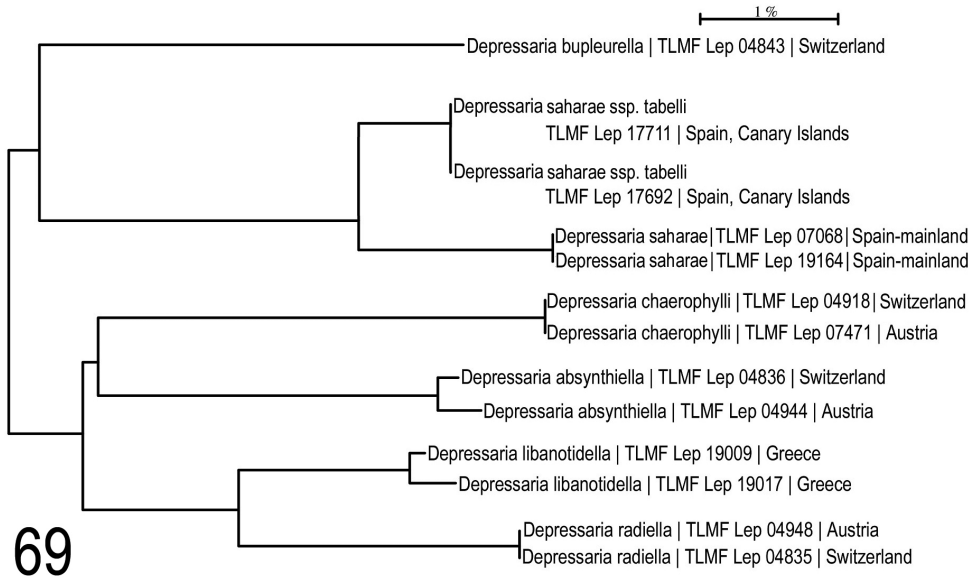 1 %
Depressaria bupleurella | TLMF Lep 04843 | Switzerland
Depressaria saharae ssp. tabelli
TLMF Lep 17711 | Spain, Canary Islands
Depressaria saharae ssp. tabelli
TLMF Lep 17692 | Spain, Canary Islands
Depressaria saharae|TLMF Lep 07068|Spain-mainland
Depressaria saharae|TLMF Lep 19164|Spain-mainland
Depressaria chaerophylli | TLMF Lep 04918| Switzerland
Depressaria chaerophylli | TLMF Lep 07471 | Austria
Depressaria absynthiella | TLMF Lep 04836 | Switzerland
Depressaria absynthiella | TLMF Lep 04944 | Austria
Depressaria libanotidella | TLMF Lep 19009 | Greece
Depressaria libanotidella | TLMF Lep 19017 | Greece
Depressaria radiella | TLMF Lep 04948 | Austria
Depressaria radiella | TLMF Lep 04835 | Switzerland
69